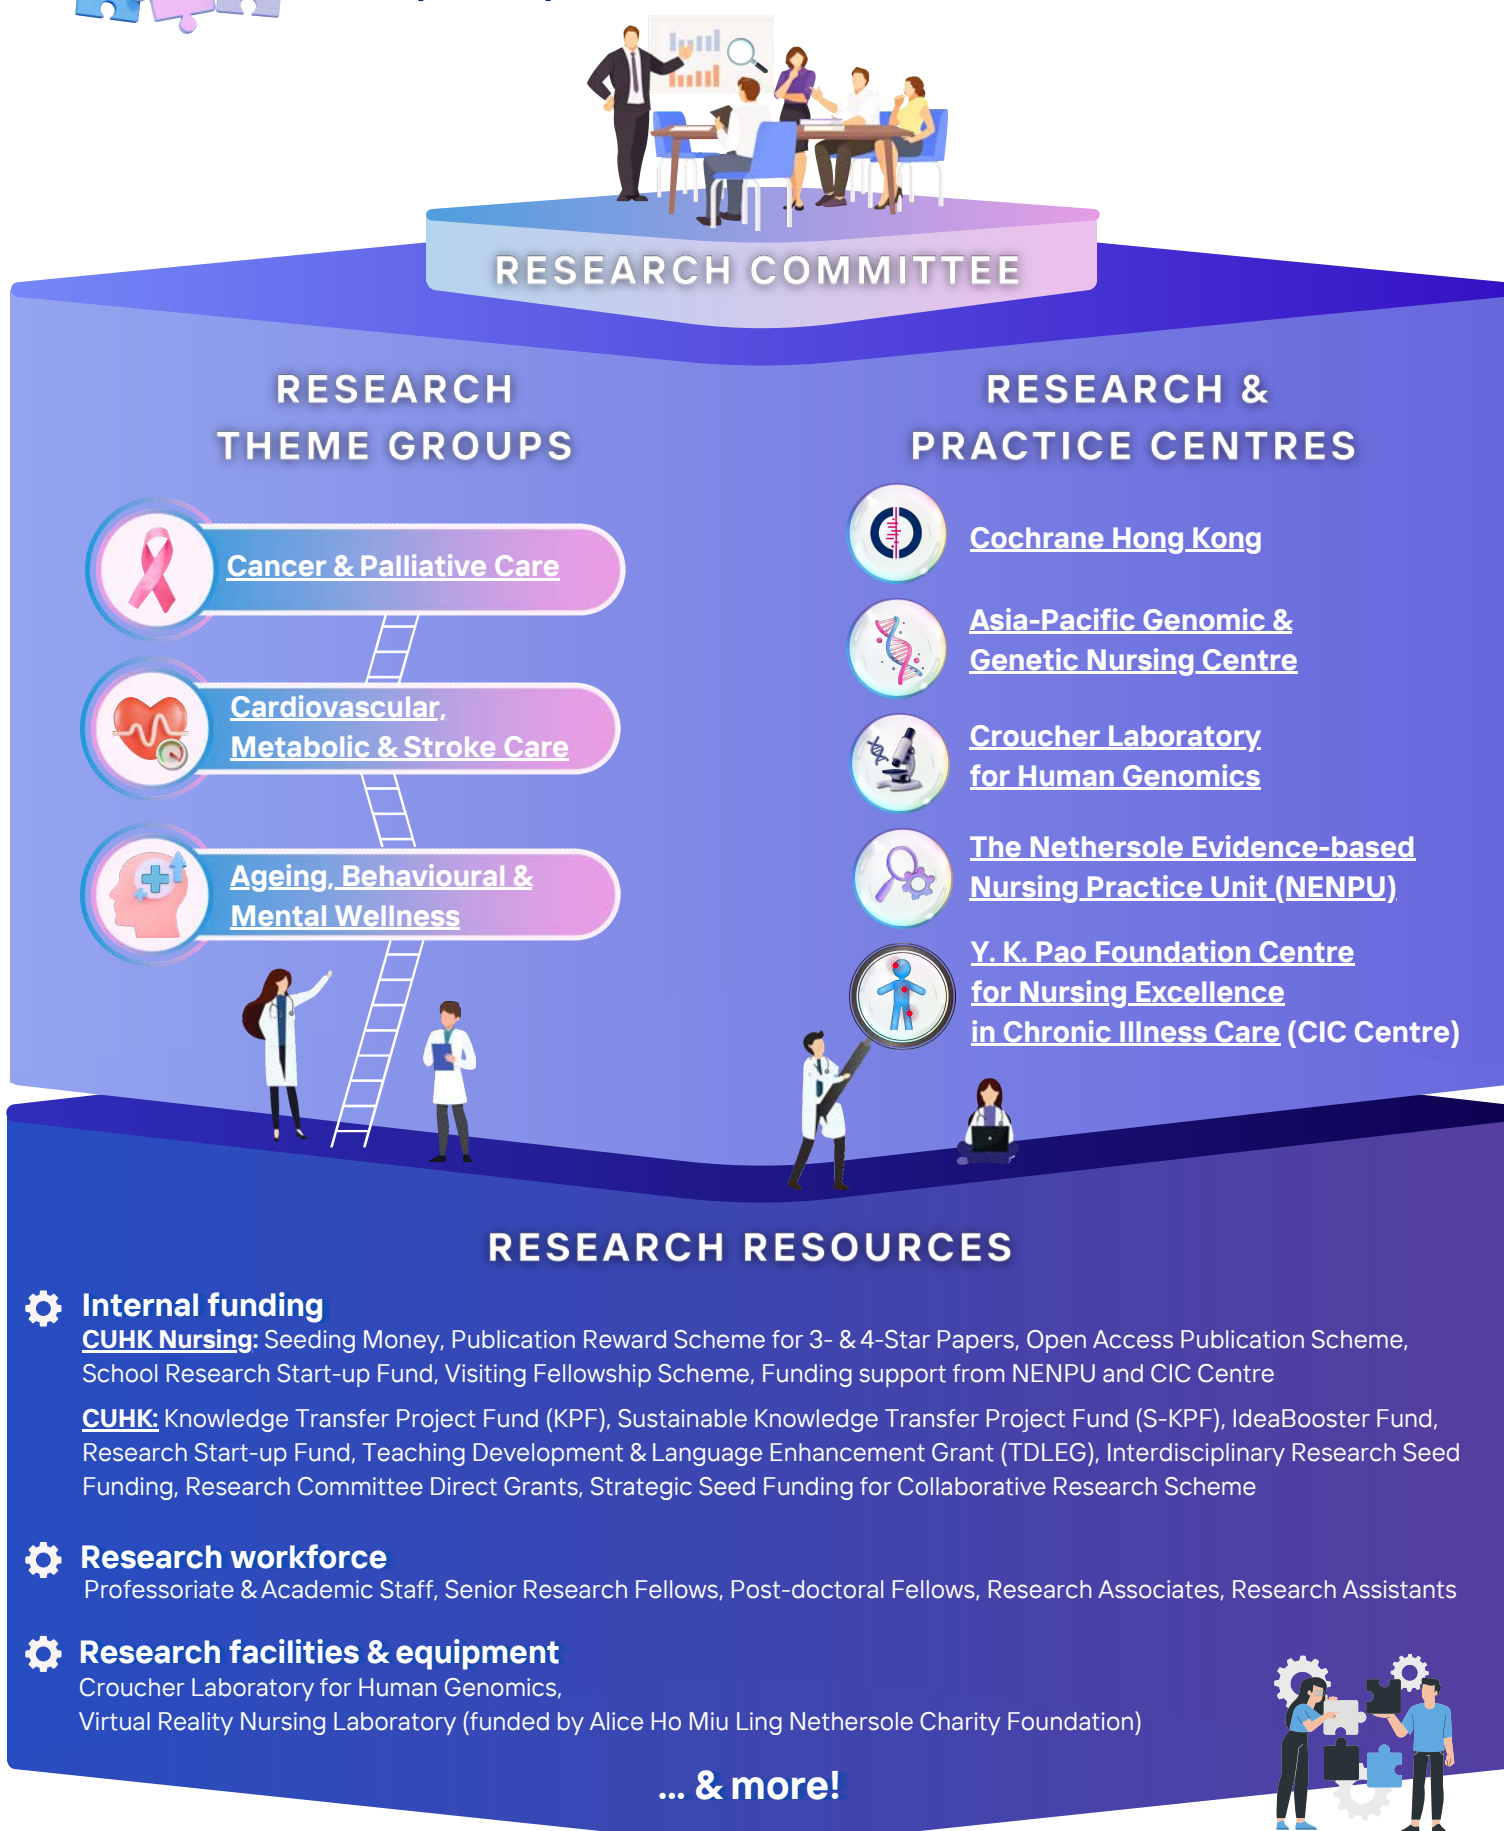 RESEARCH COMMITTEE
RESEARCH
THEME GROUPS
Cancer & Palliative Care
Cardiovascular,
Metabolic & Stroke Care
Ageing, Behavioural &
Mental Wellness
RESEARCH &
PRACTICE CENTRES
Cochrane Hong Kong
Asia-Pacific Genomic &
Genetic Nursing Centre
Croucher Laboratory
for Human Genomics
The Nethersole Evidence-based
Nursing Practice Unit (NENPU)
Y. K. Pao Foundation Centre
for Nursing Excellence
in Chronic Illness Care (CIC Centre)
RESEARCH RESOURCES
Internal funding
CUHK Nursing: Seeding Money, Publication Reward Scheme for 3- & 4-Star Papers, Open Access Publication Scheme,
School Research Start-up Fund, Visiting Fellowship Scheme, Funding support from NENPU and CIC Centre
CUHK: Knowledge Transfer Project Fund (KPF), Sustainable Knowledge Transfer Project Fund (S-KPF), IdeaBooster Fund,
Research Start-up Fund, Teaching Development & Language Enhancement Grant (TDLEG), Interdisciplinary Research Seed
Funding, Research Committee Direct Grants, Strategic Seed Funding for Collaborative Research Scheme
Research workforce
Professoriate & Academic Staff, Senior Research Fellows, Post-doctoral Fellows, Research Associates, Research Assistants
Research facilities & equipment
Croucher Laboratory for Human Genomics,
Virtual Reality Nursing Laboratory (funded by Alice Ho Miu Ling Nethersole Charity Foundation)
... & more!